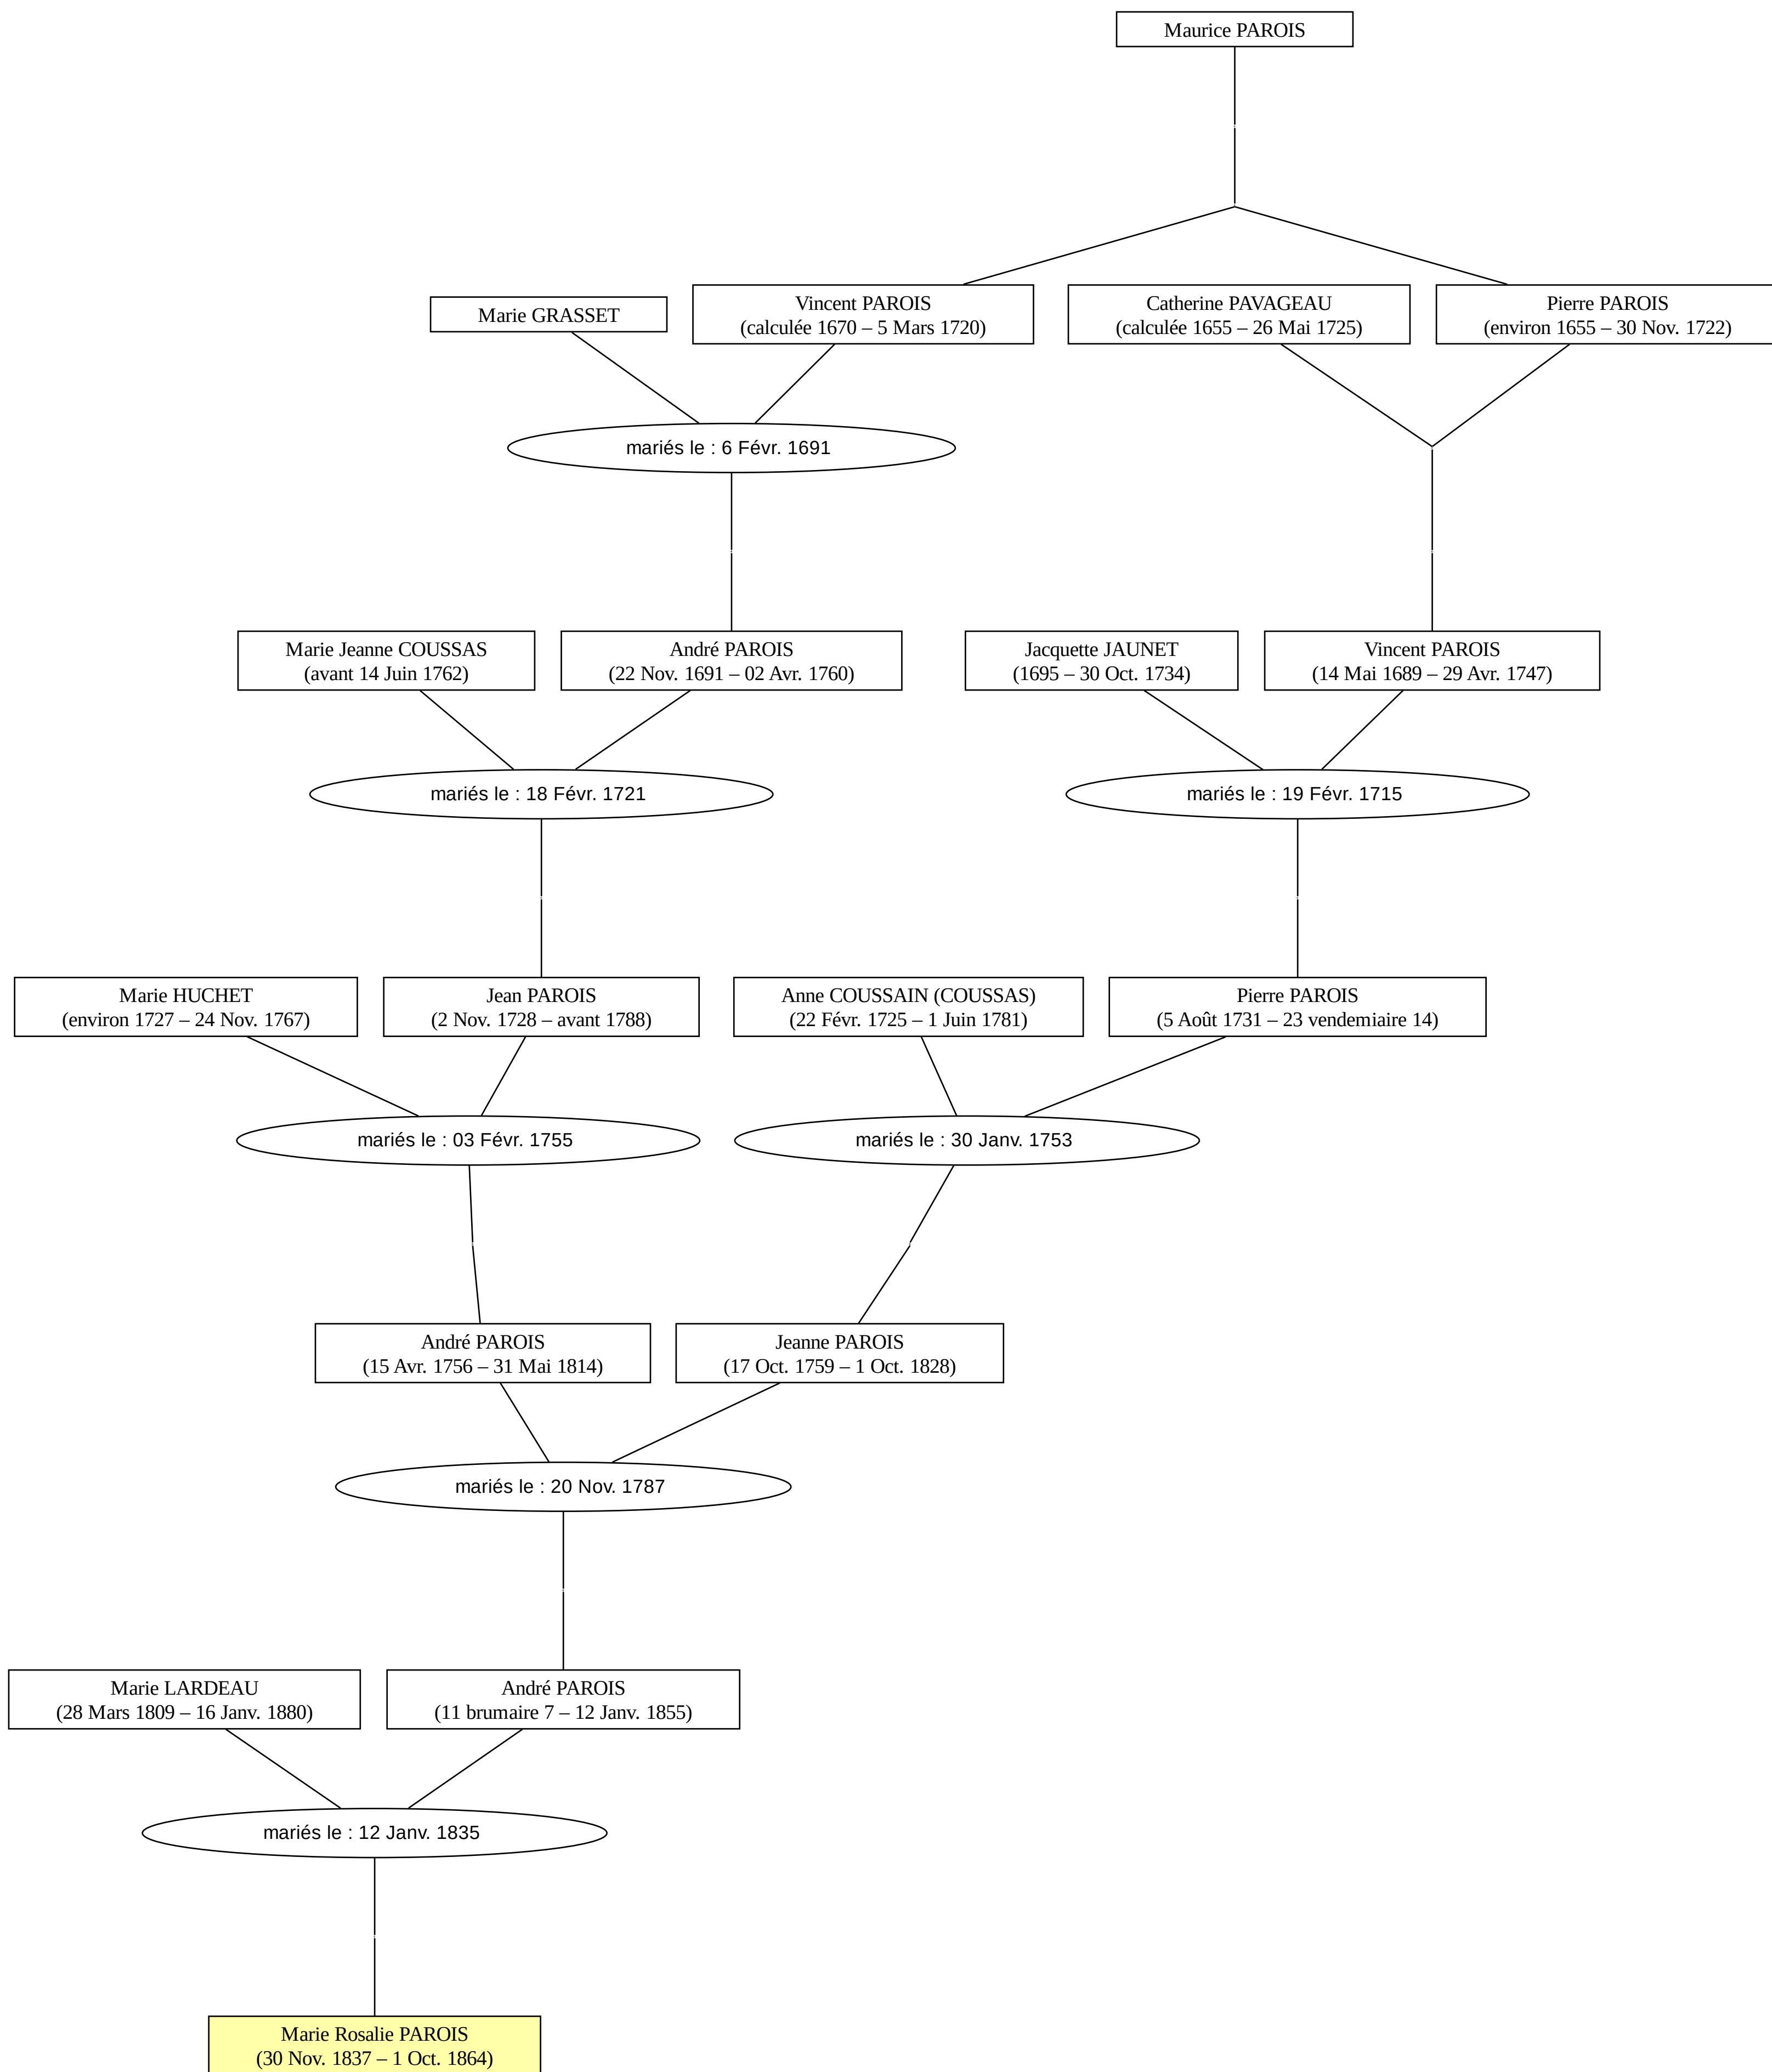 Maurice PAROIS
Marie GRASSET
Vincent PAROIS
(calculée 1670 – 5 Mars 1720)
Catherine PAVAGEAU
(calculée 1655 – 26 Mai 1725)
Pierre PAROIS
(environ 1655 – 30 Nov. 1722)
mariés le : 6 Févr. 1691
Marie Jeanne COUSSAS
(avant 14 Juin 1762)
André PAROIS
(22 Nov. 1691 – 02 Avr. 1760)
Jacquette JAUNET
(1695 – 30 Oct. 1734)
Vincent PAROIS
(14 Mai 1689 – 29 Avr. 1747)
mariés le : 18 Févr. 1721
mariés le : 19 Févr. 1715
Marie HUCHET
(environ 1727 – 24 Nov. 1767)
Jean PAROIS
(2 Nov. 1728 – avant 1788)
Anne COUSSAIN (COUSSAS)
(22 Févr. 1725 – 1 Juin 1781)
Pierre PAROIS
(5 Août 1731 – 23 vendemiaire 14)
mariés le : 03 Févr. 1755
mariés le : 30 Janv. 1753
André PAROIS
(15 Avr. 1756 – 31 Mai 1814)
Jeanne PAROIS
(17 Oct. 1759 – 1 Oct. 1828)
mariés le : 20 Nov. 1787
Marie LARDEAU
(28 Mars 1809 – 16 Janv. 1880)
André PAROIS
(11 brumaire 7 – 12 Janv. 1855)
mariés le : 12 Janv. 1835
Marie Rosalie PAROIS
(30 Nov. 1837 – 1 Oct. 1864)